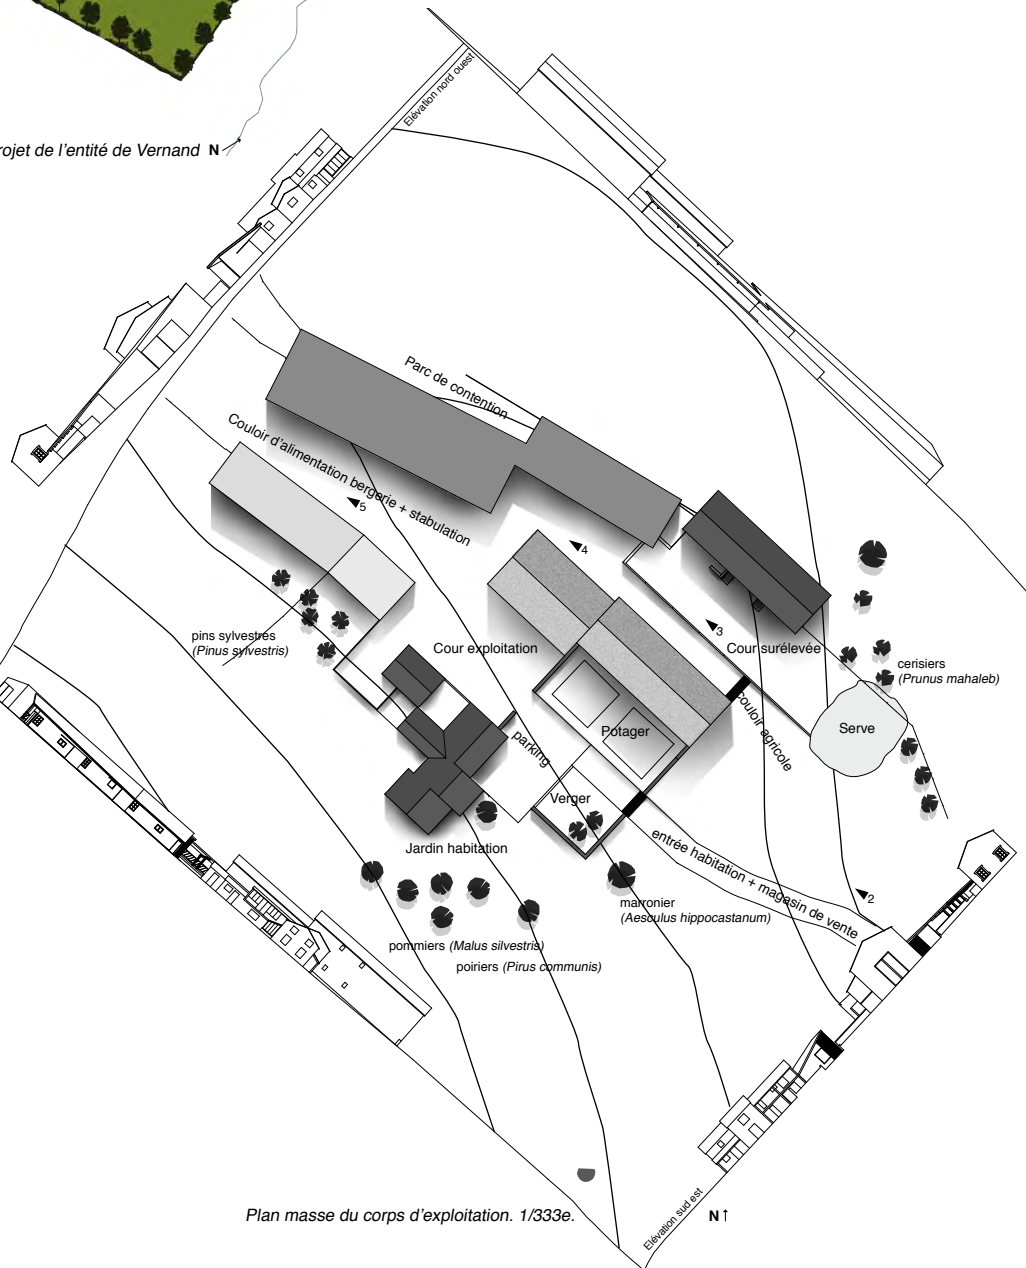 rojet de l'entité de Vernand N
Elévation nord ouest
Parc de contention
Couloir d'alimentation bergerie + stabulation
5
4
3
pins sylvestres
(Pinus sylvestris)
Cour exploitation
Cour surélevée
cerisiers
(Prunus mahaleb)
couloir agricole
Serve
Potager
parking
Verger
Jardin habitation
entrée habitation + magasin de vente
2
marronier
(Aesculus hippocastanum)
pommiers (Malus silvestris)
poiriers (Pirus communis)
Elévation sud est
Plan masse du corps d'exploitation. 1/333e.
N